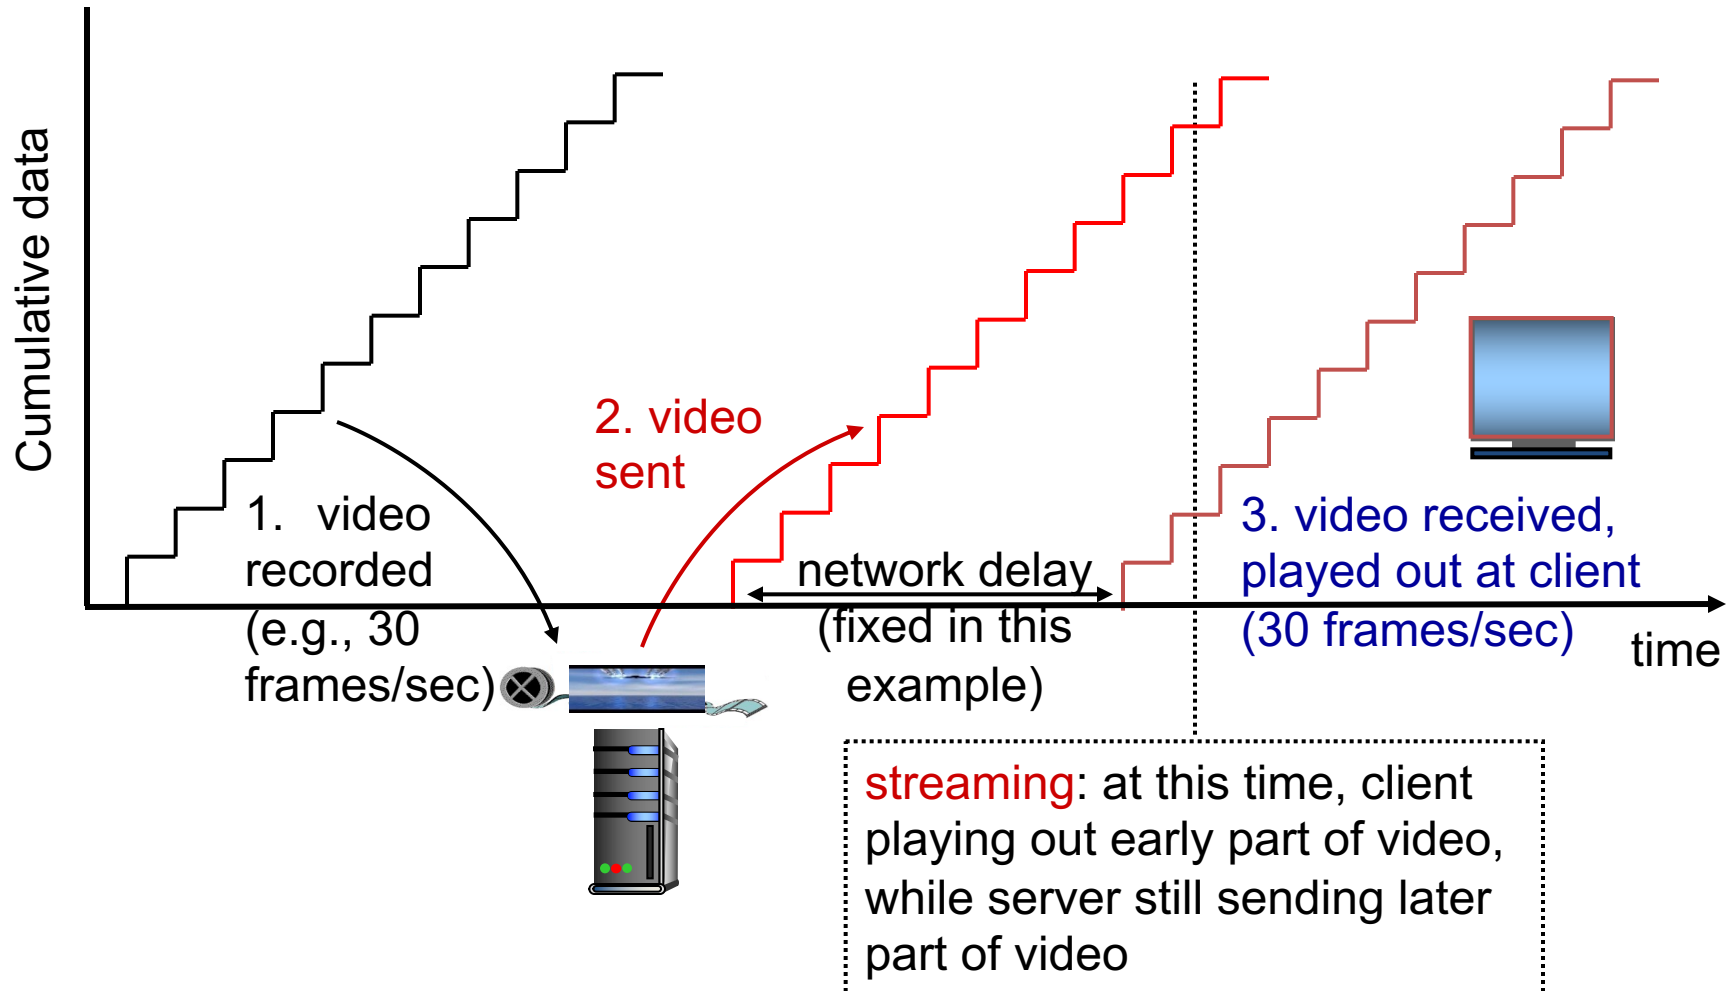 Cumulative data
1. video
recorded
(e.g., 30
frames/sec)
2. video
sent
network delay
(fixed in this
example)
3. video received,
played out at client
(30 frames/sec)
time
streaming: at this time, client
playing out early part of video,
while server still sending later
part of video